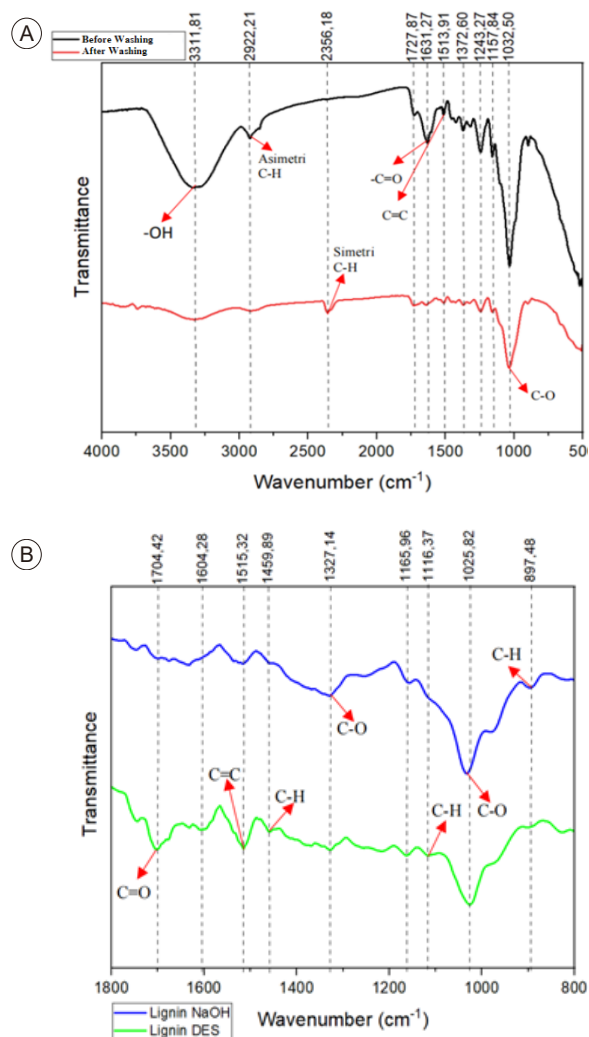 A
Before Washing
After Washing
3311,81
2922,21
2356,18
1727,87
1631,27
1513,91
1372,60
1243,27
1157,84
1032,50
Transmittance
-OH
Asimetri
C-H
Simetri
C-H
-C=O
C=C
C-O
4000
3500
3000
2500
2000
1500
1000
500
Wavenumber (cm⁻¹)
B
1704,42
1604,28
1515,32
1459,89
1327,14
1165,96
1116,37
1025,82
897,48
Transmittance
C-H
C-O
C=C
C-H
C-H
C-O
C=O
1800
1600
1400
1200
1000
800
Lignin NaOH
Lignin DES
Wavenumber (cm⁻¹)